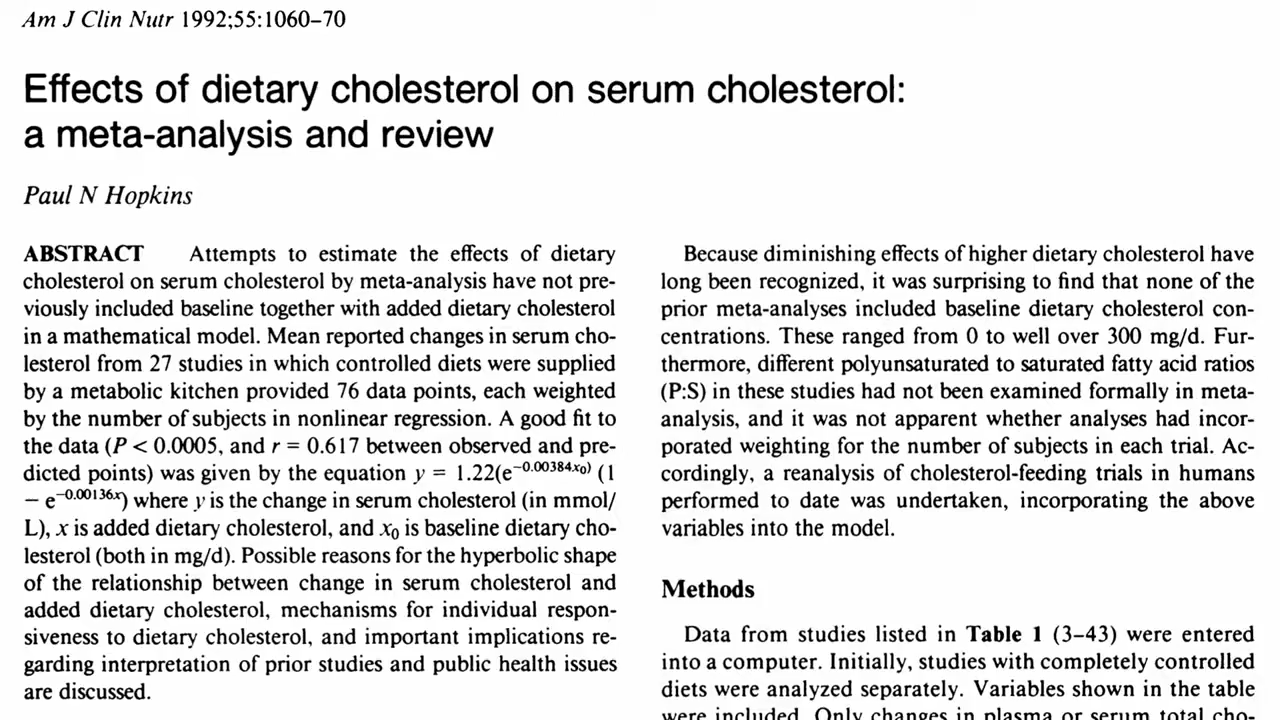 Am J Clin Nutr 1992;55:1060–70
Effects of dietary cholesterol on serum cholesterol:
a meta-analysis and review
Paul N Hopkins
ABSTRACT Attempts to estimate the effects of dietary
cholesterol on serum cholesterol by meta-analysis have not pre-
viously included baseline together with added dietary cholesterol
in a mathematical model. Mean reported changes in serum cho-
lesterol from 27 studies in which controlled diets were supplied
by a metabolic kitchen provided 76 data points, each weighted
by the number of subjects in nonlinear regression. A good fit to
the data (P < 0.0005, and r = 0.617 between observed and pre-
dicted points) was given by the equation y = 1.22(e−0.00384x0) (1
− e−0.00136x) where y is the change in serum cholesterol (in mmol/
L), x is added dietary cholesterol, and x0 is baseline dietary cho-
lesterol (both in mg/d). Possible reasons for the hyperbolic shape
of the relationship between change in serum cholesterol and
added dietary cholesterol, mechanisms for individual respon-
siveness to dietary cholesterol, and important implications re-
garding interpretation of prior studies and public health issues
are discussed.
Because diminishing effects of higher dietary cholesterol have
long been recognized, it was surprising to find that none of the
prior meta-analyses included baseline dietary cholesterol con-
centrations. These ranged from 0 to well over 300 mg/d. Fur-
thermore, different polyunsaturated to saturated fatty acid ratios
(P:S) in these studies had not been examined formally in meta-
analysis, and it was not apparent whether analyses had incor-
porated weighting for the number of subjects in each trial. Ac-
cordingly, a reanalysis of cholesterol-feeding trials in humans
performed to date was undertaken, incorporating the above
variables into the model.
Methods
Data from studies listed in Table 1 (3–43) were entered
into a computer. Initially, studies with completely controlled
diets were analyzed separately. Variables shown in the table
were included. Only changes in plasma or serum total cho-